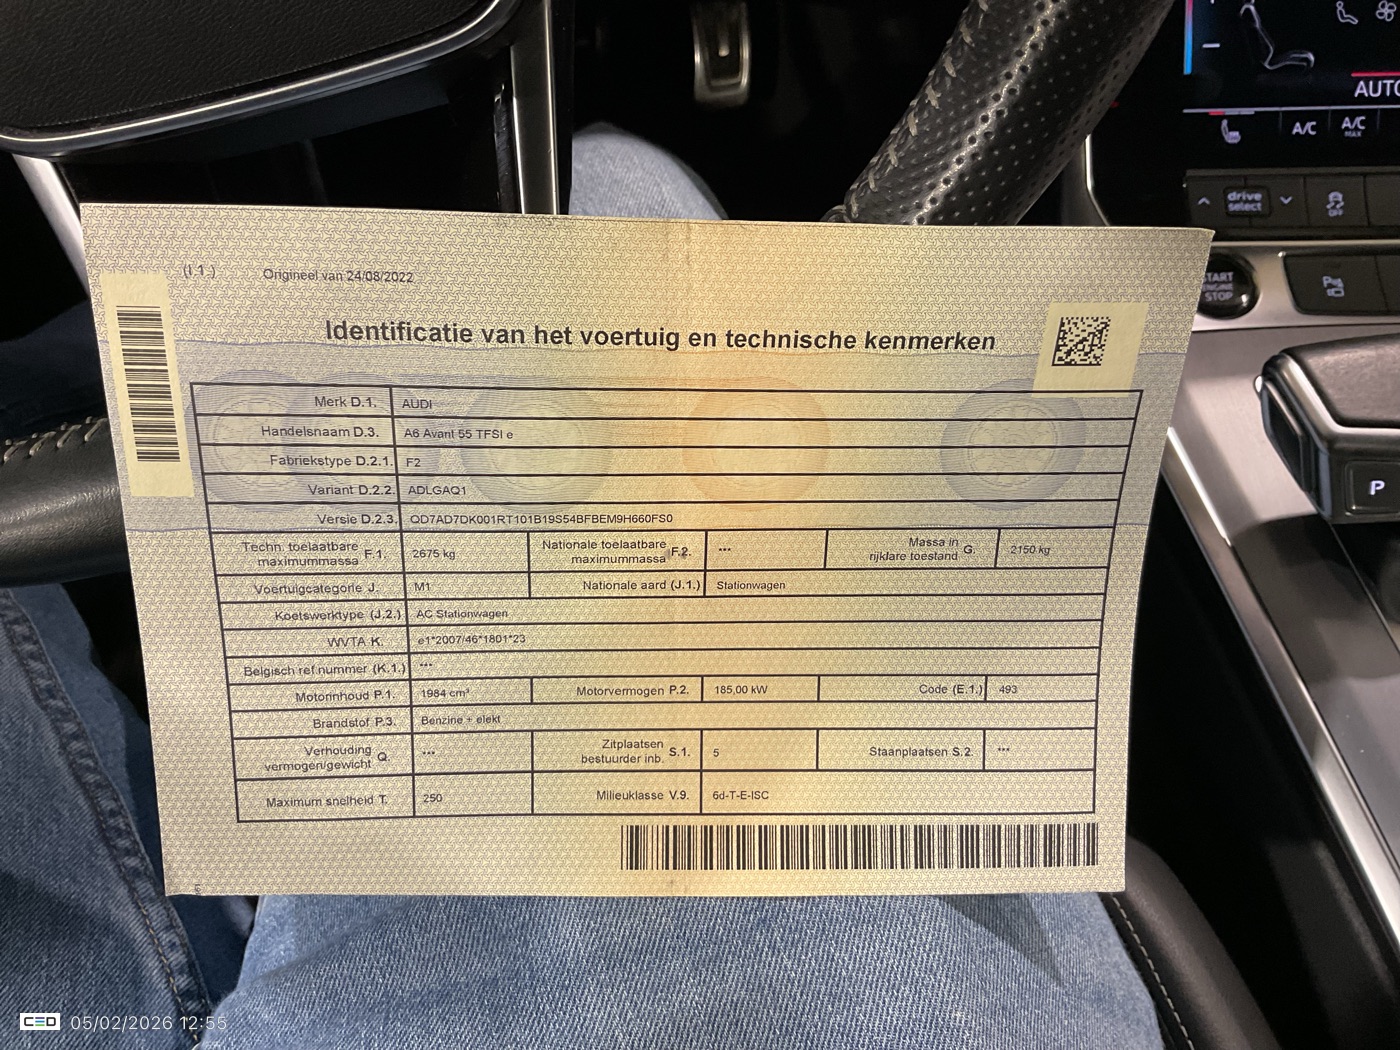 AUTO
A/C
A/C
MAX
drive
select
OFF
START
ENGINE
STOP
P
(I.1.)
Origineel van 24/08/2022
Identificatie van het voertuig en technische kenmerken
Merk D.1. AUDI
Handelsnaam D.3. A6 Avant 55 TFSI e
Fabriekstype D.2.1. F2
Variant D.2.2. ADLGAQ1
Versie D.2.3. QD7AD7DK001RT101B19S54BFBEM9H660FS0
Techn. toelaatbare maximummassa F.1. 2675 kg Nationale toelaatbare maximummassa F.2. *** Massa in rijklare toestand G. 2150 kg
Voertuigcategorie J. M1 Nationale aard (J.1.) Stationwagen
Koetswerktype (J.2.) AC Stationwagen
WVTA K. e1*2007/46*1801*23
Belgisch ref.nummer (K.1.) ***
Motorinhoud P.1. 1984 cm³ Motorvermogen P.2. 185,00 kW Code (E.1.) 493
Brandstof P.3. Benzine + elekt
Verhouding vermogen/gewicht Q. *** Zitplaatsen bestuurder inb. S.1. 5 Staanplaatsen S.2. ***
Maximum snelheid T. 250 Milieuklasse V.9. 6d-T-E-ISC
CED 05/02/2026 12:55